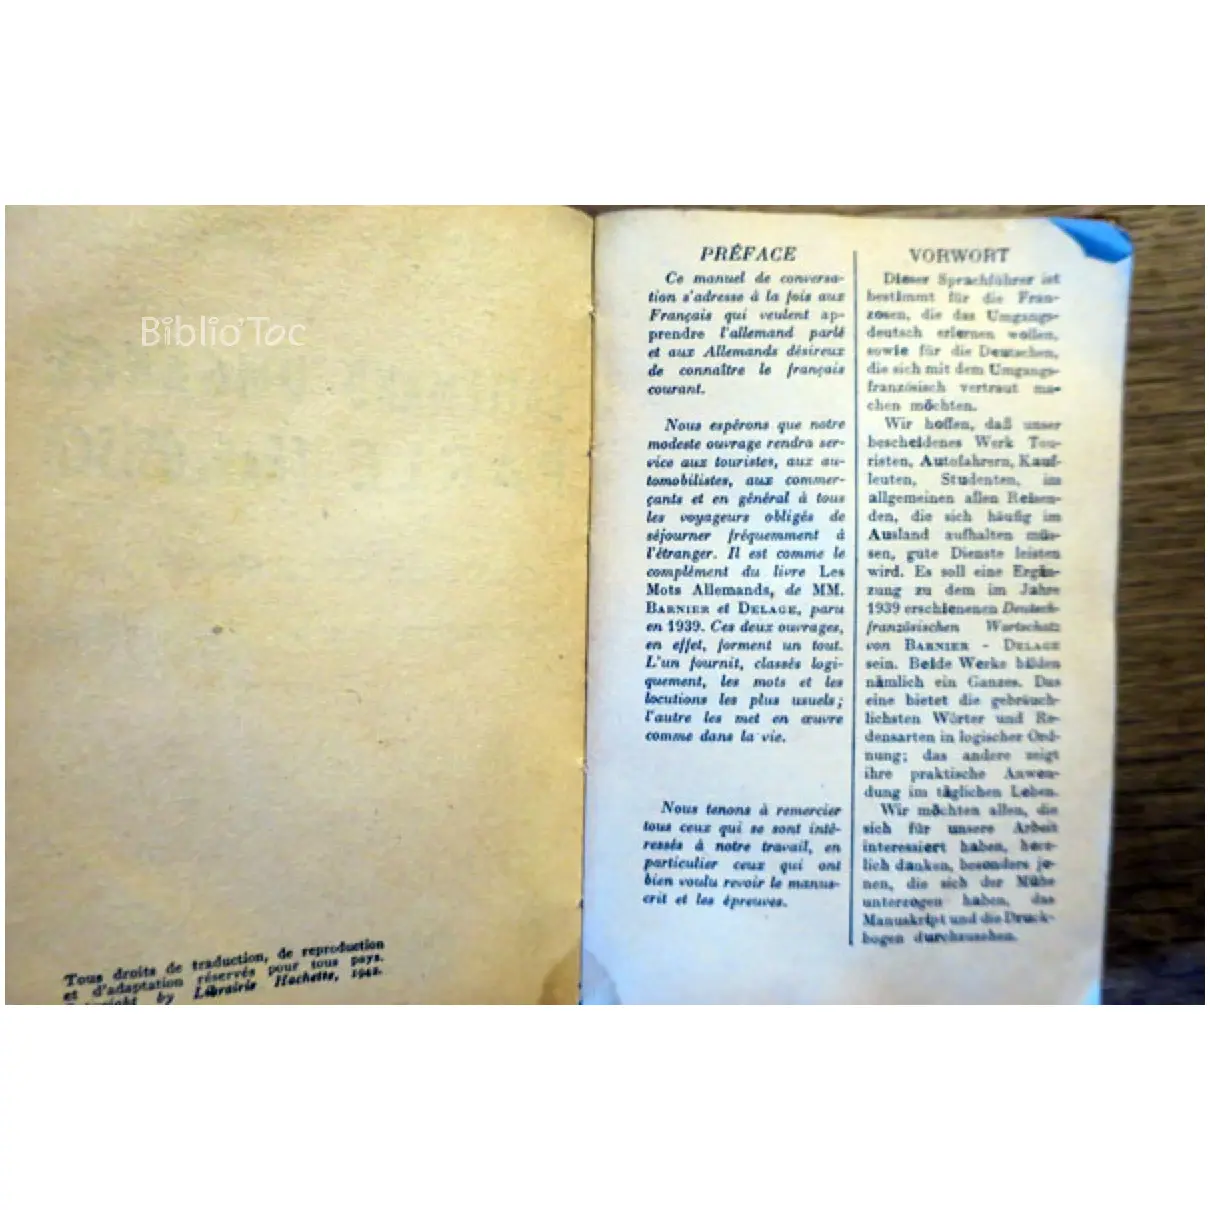 Biblio'Toc
Tous droits de traduction, de reproduction
et d'adaptation réservés pour tous pays.
Copyright by Librairie Hachette, 1942.
PRÉFACE
Ce manuel de conversa-
tion s'adresse à la fois aux
Français qui veulent ap-
prendre l'allemand parlé
et aux Allemands désireux
de connaître le français
courant.
Nous espérons que notre
modeste ouvrage rendra ser-
vice aux touristes, aux au-
tomobilistes, aux commer-
çants et en général à tous
les voyageurs obligés de
séjourner fréquemment à
l'étranger. Il est comme le
complément du livre Les
Mots Allemands, de MM.
BARNIER et DELAGE, paru
en 1939. Ces deux ouvrages,
en effet, forment un tout.
L'un fournit, classés logi-
quement, les mots et les
locutions les plus usuels;
l'autre les met en œuvre
comme dans la vie.
Nous tenons à remercier
tous ceux qui se sont inté-
ressés à notre travail, en
particulier ceux qui ont
bien voulu revoir le manus-
crit et les épreuves.
VORWORT
Dieser Sprachführer ist
bestimmt für die Fran-
zosen, die das Umgangs-
deutsch erlernen wollen,
sowie für die Deutschen,
die sich mit dem Umgangs-
französisch vertraut ma-
chen möchten.
Wir hoffen, daß unser
bescheidenes Werk Tou-
risten, Autofahrern, Kauf-
leuten, Studenten, im
allgemeinen allen Reisen-
den, die sich häufig im
Ausland aufhalten müs-
sen, gute Dienste leisten
wird. Es soll eine Ergän-
zung zu dem im Jahre
1939 erschienenen Deutsch-
französischen Wortschatz
von BARNIER - DELAGE
sein. Beide Werke bilden
nämlich ein Ganzes. Das
eine bietet die gebräuch-
lichsten Wörter und Re-
densarten in logischer Ord-
nung; das andere zeigt
ihre praktische Anwen-
dung im täglichen Leben.
Wir möchten allen, die
sich für unsere Arbeit
interessiert haben, herz-
lich danken, besonders je-
nen, die sich der Mühe
unterzogen haben, das
Manuskript und die Druck-
bogen durchzusehen.